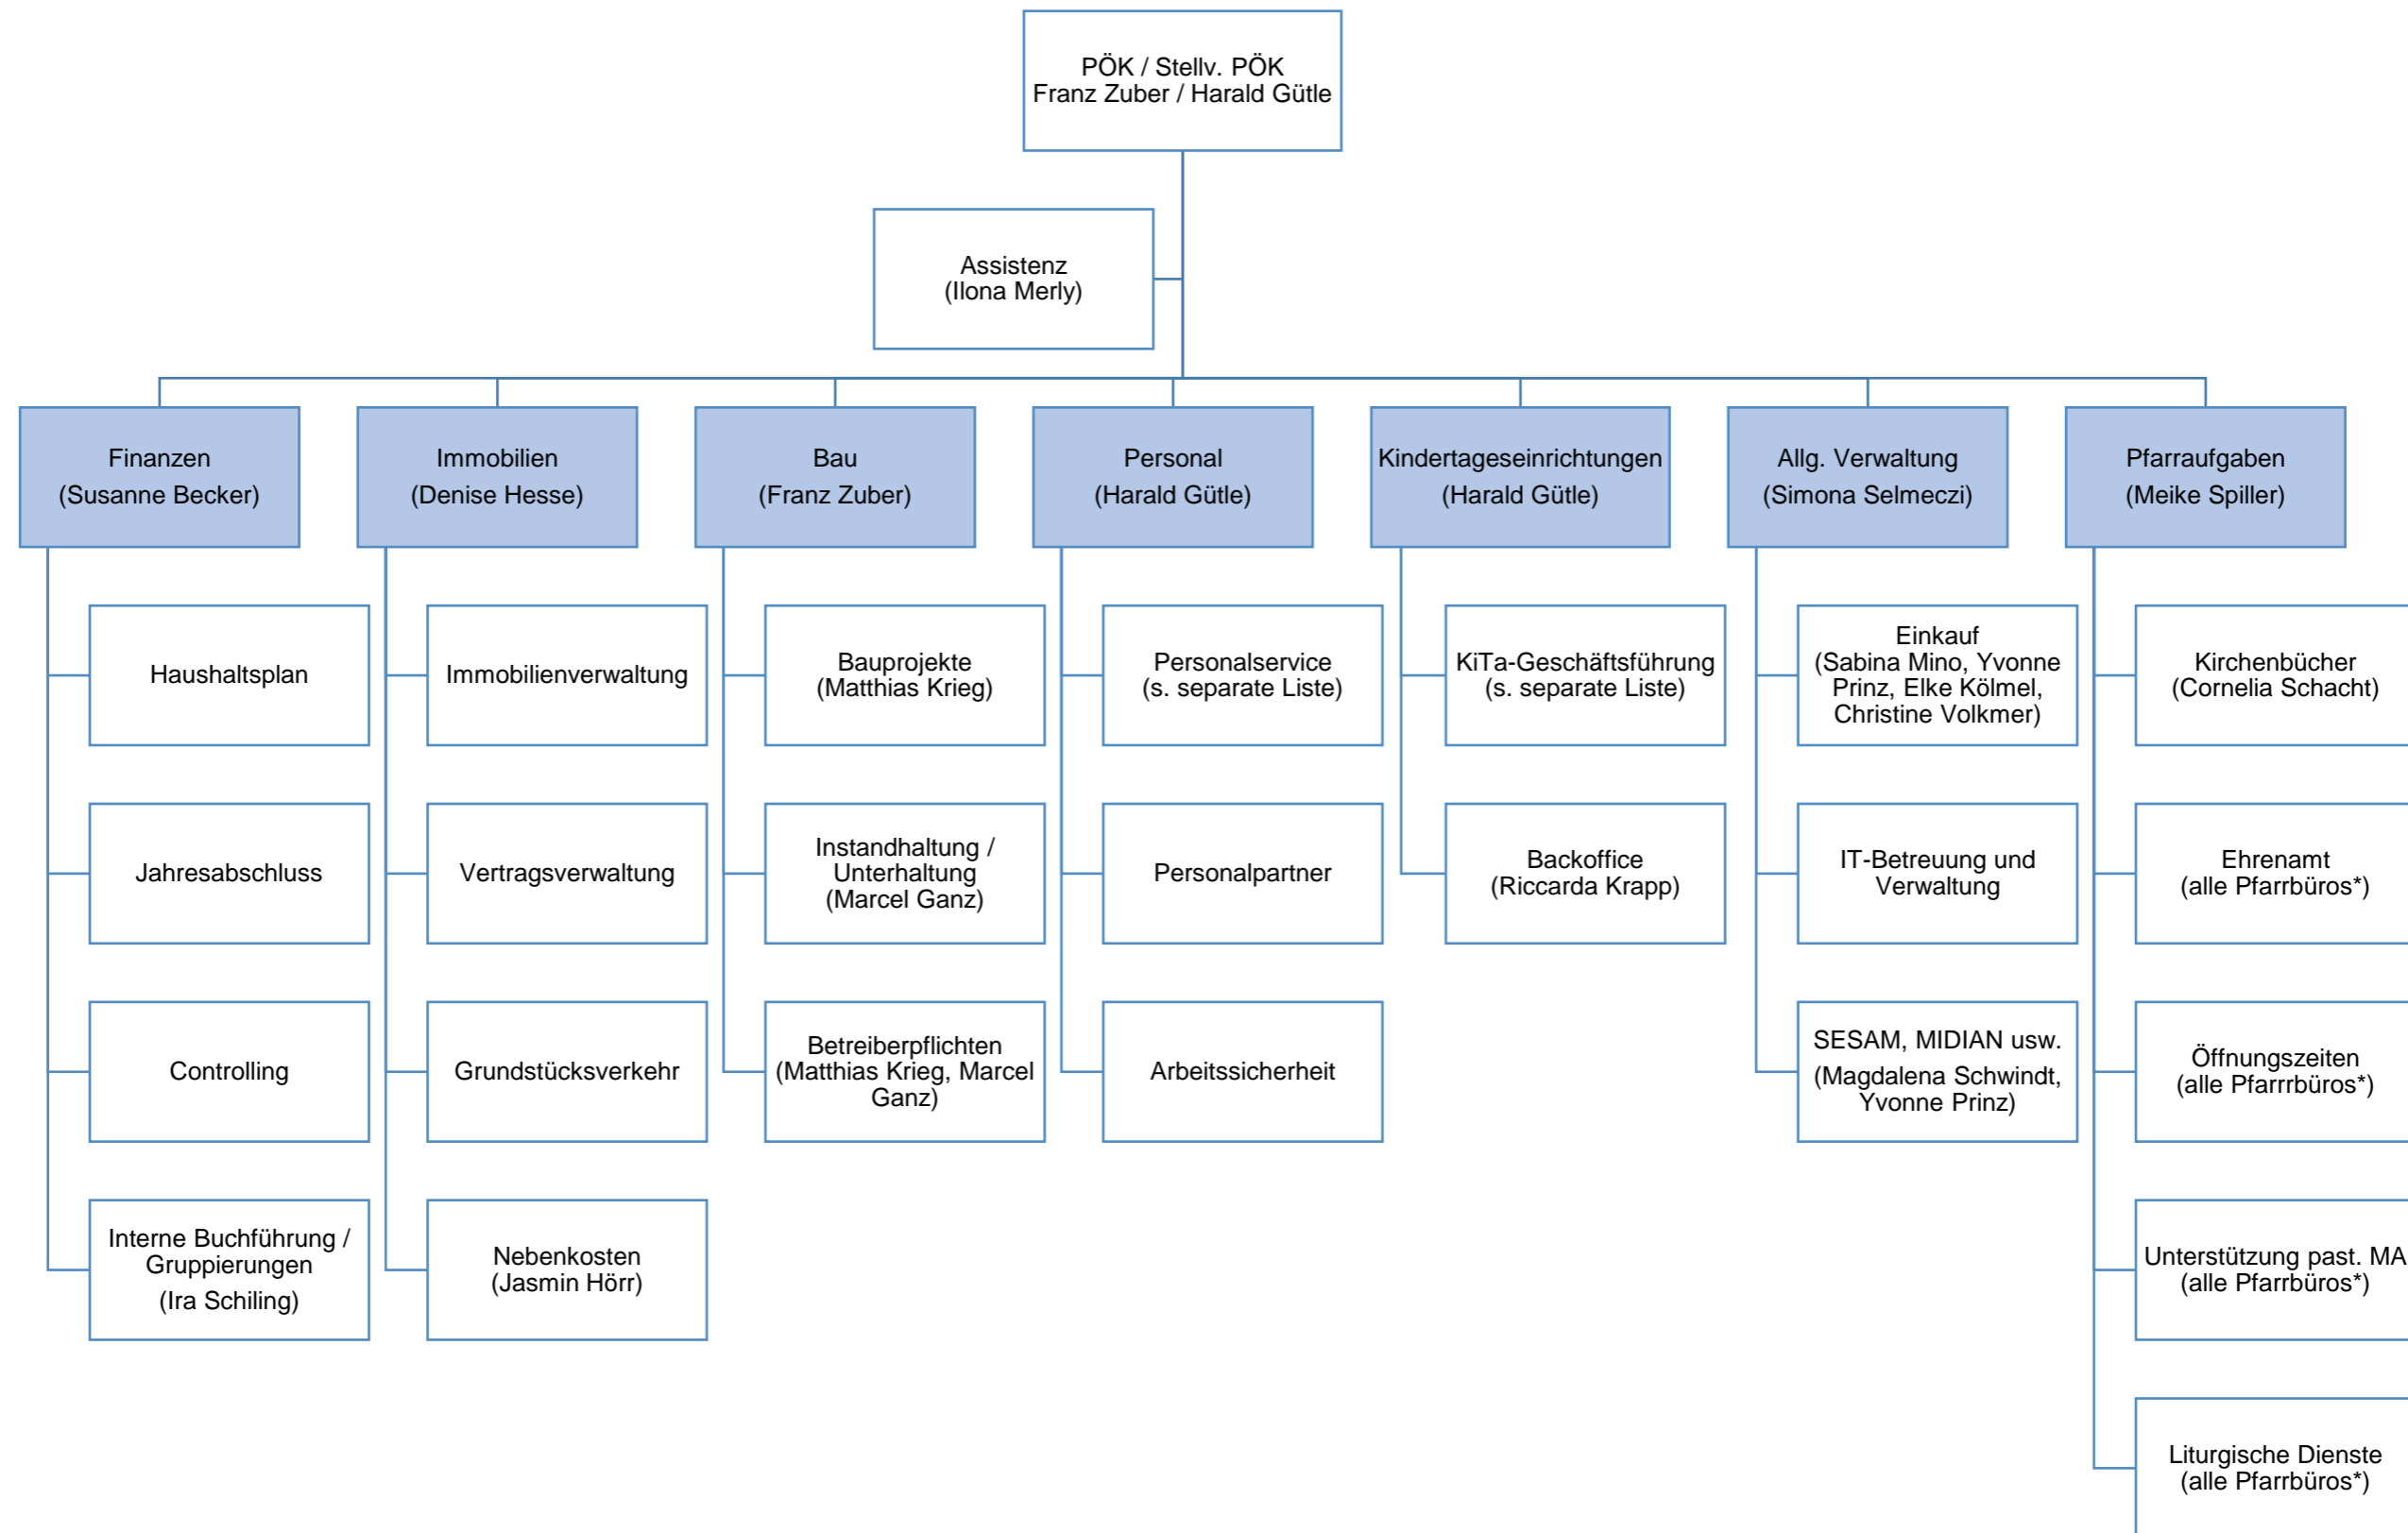 PÖK / Stellv. PÖK
Franz Zuber / Harald Gütle
Assistenz
(Ilona Merly)
Finanzen
(Susanne Becker)
Immobilien
(Denise Hesse)
Bau
(Franz Zuber)
Personal
(Harald Gütle)
Kindertageseinrichtungen
(Harald Gütle)
Allg. Verwaltung
(Simona Selmeczi)
Pfarraufgaben
(Meike Spiller)
Haushaltsplan
Jahresabschluss
Controlling
Interne Buchführung /
Gruppierungen
(Ira Schiling)
Immobilienverwaltung
Vertragsverwaltung
Grundstücksverkehr
Nebenkosten
(Jasmin Hörr)
Bauprojekte
(Matthias Krieg)
Instandhaltung /
Unterhaltung
(Marcel Ganz)
Betreiberpflichten
(Matthias Krieg, Marcel
Ganz)
Personalservice
(s. separate Liste)
Personalpartner
Arbeitssicherheit
KiTa-Geschäftsführung
(s. separate Liste)
Backoffice
(Riccarda Krapp)
Einkauf
(Sabina Mino, Yvonne
Prinz, Elke Kölmel,
Christine Volkmer)
IT-Betreuung und
Verwaltung
SESAM, MIDIAN usw.
(Magdalena Schwindt,
Yvonne Prinz)
Kirchenbücher
(Cornelia Schacht)
Ehrenamt
(alle Pfarrbüros*)
Öffnungszeiten
(alle Pfarrrbüros*)
Unterstützung past. MA
(alle Pfarrbüros*)
Liturgische Dienste
(alle Pfarrbüros*)